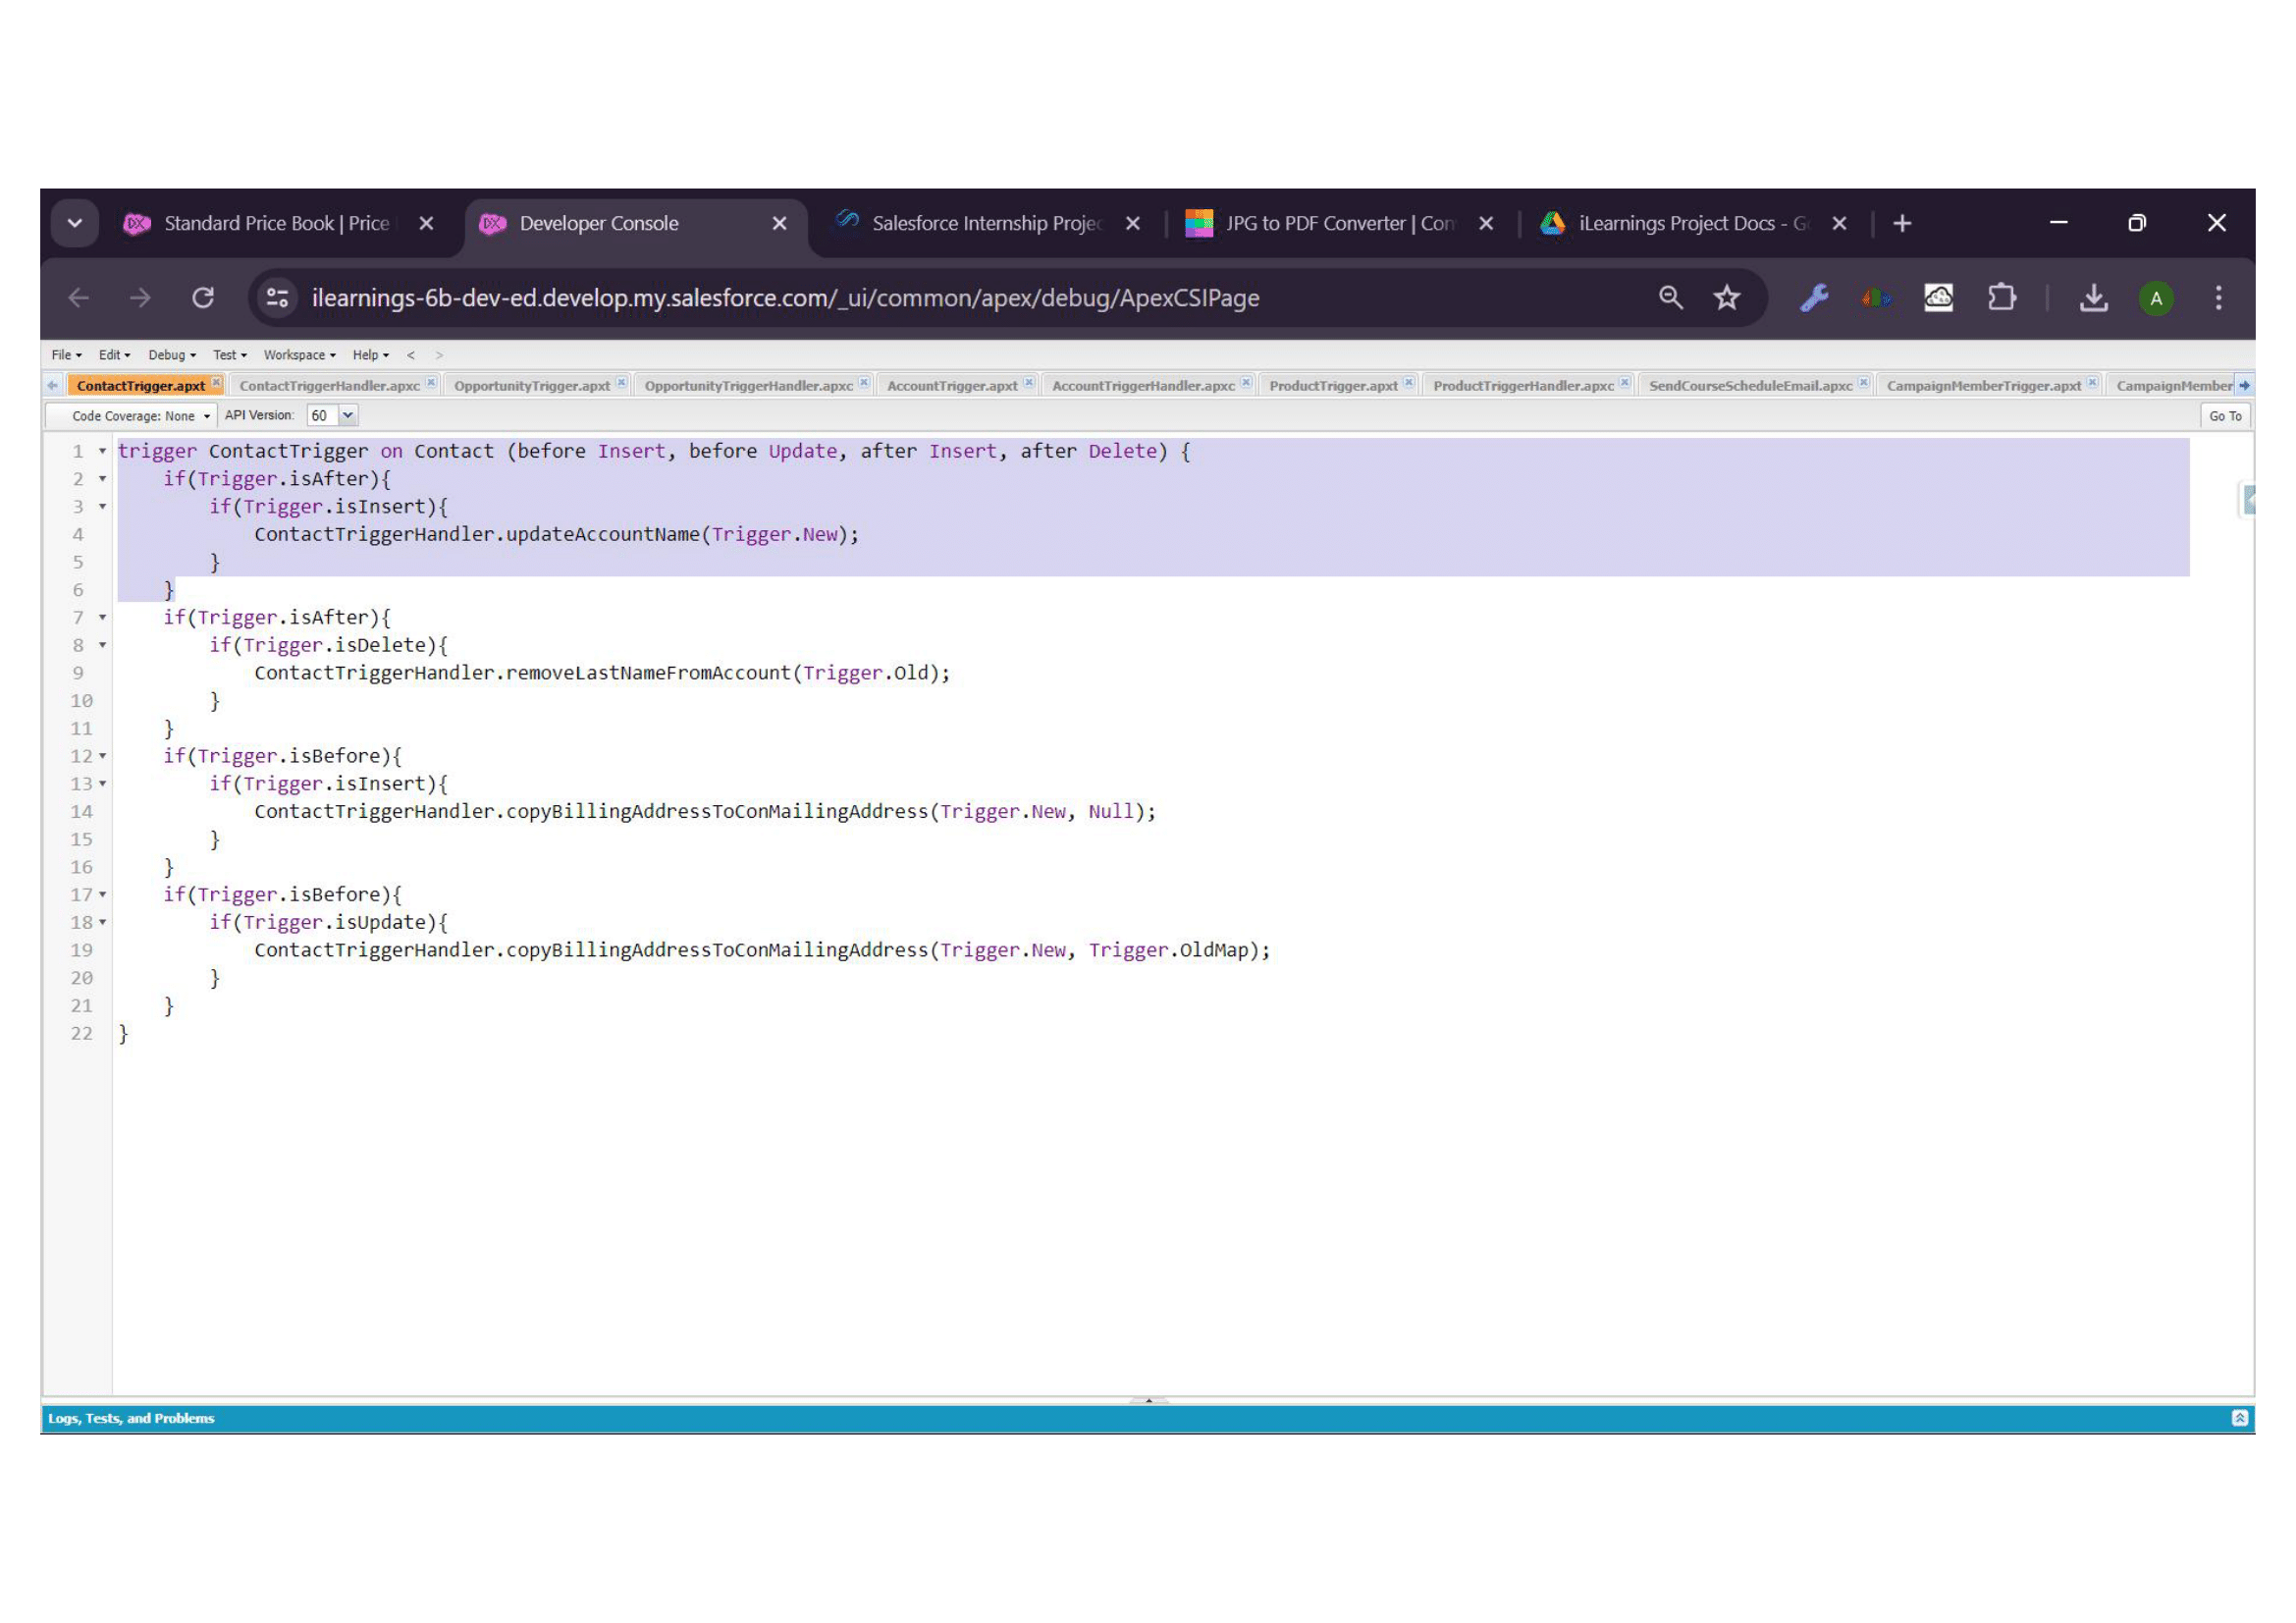 Standard Price Book | Price
Developer Console
Salesforce Internship Projec
JPG to PDF Converter | Con
iLearnings Project Docs - G
ilearnings-6b-dev-ed.develop.my.salesforce.com/_ui/common/apex/debug/ApexCSIPage
A
File Edit Debug Test Workspace Help < >
ContactTrigger.apxt ContactTriggerHandler.apxc OpportunityTrigger.apxt OpportunityTriggerHandler.apxc AccountTrigger.apxt AccountTriggerHandler.apxc ProductTrigger.apxt ProductTriggerHandler.apxc SendCourseScheduleEmail.apxc CampaignMemberTrigger.apxt CampaignMember
Code Coverage: None API Version: 60 Go To
1 trigger ContactTrigger on Contact (before Insert, before Update, after Insert, after Delete) {
2 if(Trigger.isAfter){
3 if(Trigger.isInsert){
4 ContactTriggerHandler.updateAccountName(Trigger.New);
5 }
6 }
7 if(Trigger.isAfter){
8 if(Trigger.isDelete){
9 ContactTriggerHandler.removeLastNameFromAccount(Trigger.Old);
10 }
11 }
12 if(Trigger.isBefore){
13 if(Trigger.isInsert){
14 ContactTriggerHandler.copyBillingAddressToConMailingAddress(Trigger.New, Null);
15 }
16 }
17 if(Trigger.isBefore){
18 if(Trigger.isUpdate){
19 ContactTriggerHandler.copyBillingAddressToConMailingAddress(Trigger.New, Trigger.OldMap);
20 }
21 }
22 }
Logs, Tests, and Problems